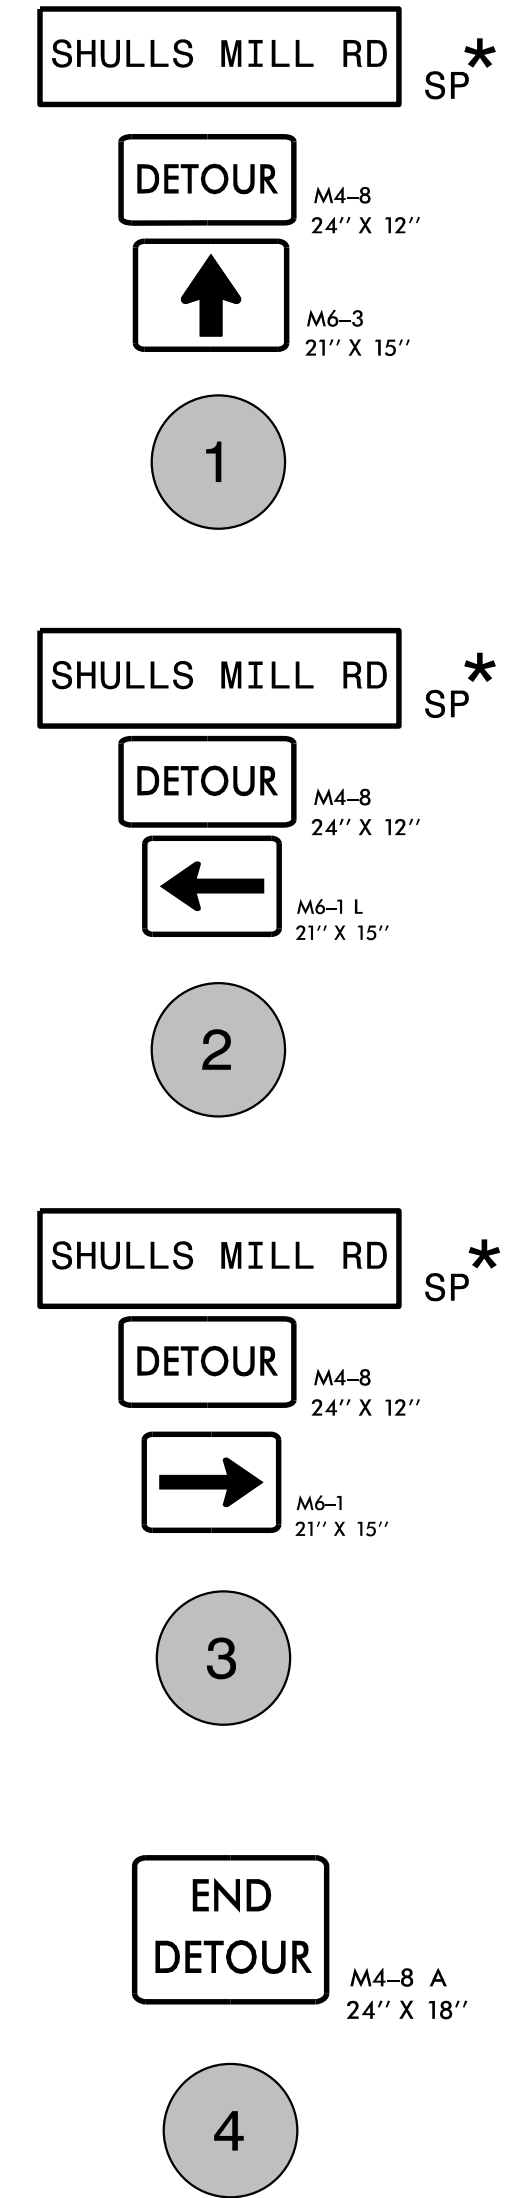 SHULLS MILL RD
SP*
DETOUR
M4–8
24'' X 12''
M6–3
21'' X 15''
1
SHULLS MILL RD
SP*
DETOUR
M4–8
24'' X 12''
M6–1 L
21'' X 15''
2
SHULLS MILL RD
SP*
DETOUR
M4–8
24'' X 12''
M6–1
21'' X 15''
3
END
DETOUR
M4–8 A
24'' X 18''
4